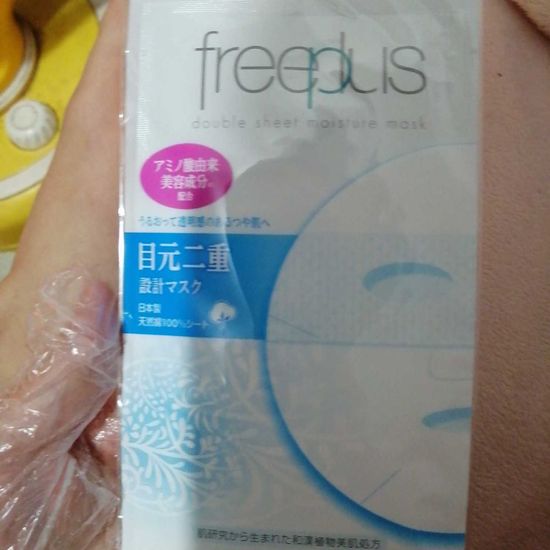 freeplus
double sheet moisture mask
アミノ酸由来
美容成分。
配合
うるおって透明感のあるつや肌へ
目元二重
設計マスク
日本製
天然綿100%シート
肌研究から生まれた和漢植物美肌処方